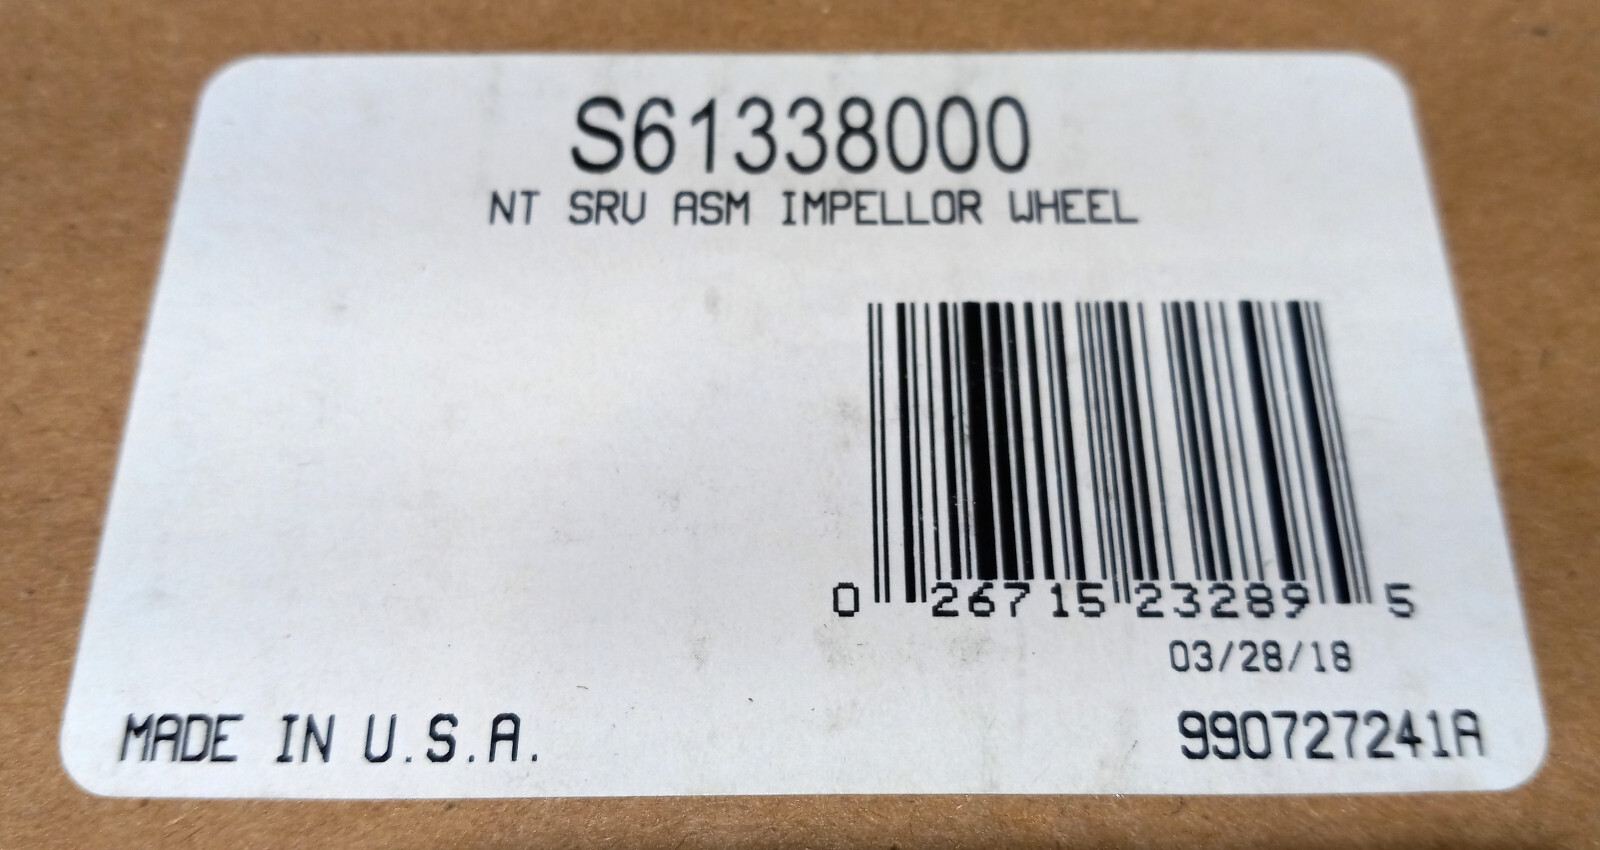 S61338000
NT SRV ASM IMPELLOR WHEEL
0 26715 23289 5
03/28/18
MADE IN U.S.A.
990727241A